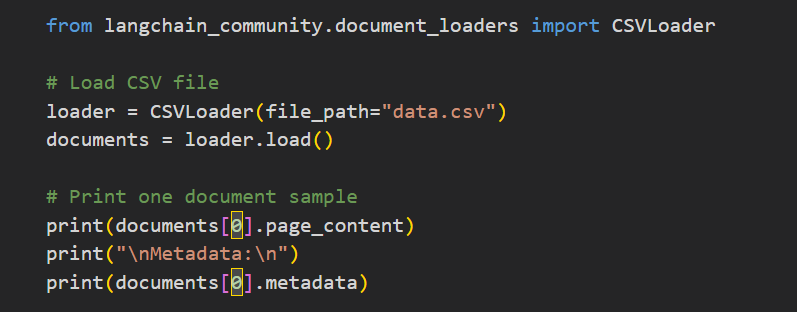 from langchain_community.document_loaders import CSVLoader
# Load CSV file
loader = CSVLoader(file_path="data.csv")
documents = loader.load()
# Print one document sample
print(documents[0].page_content)
print("\nMetadata:\n")
print(documents[0].metadata)